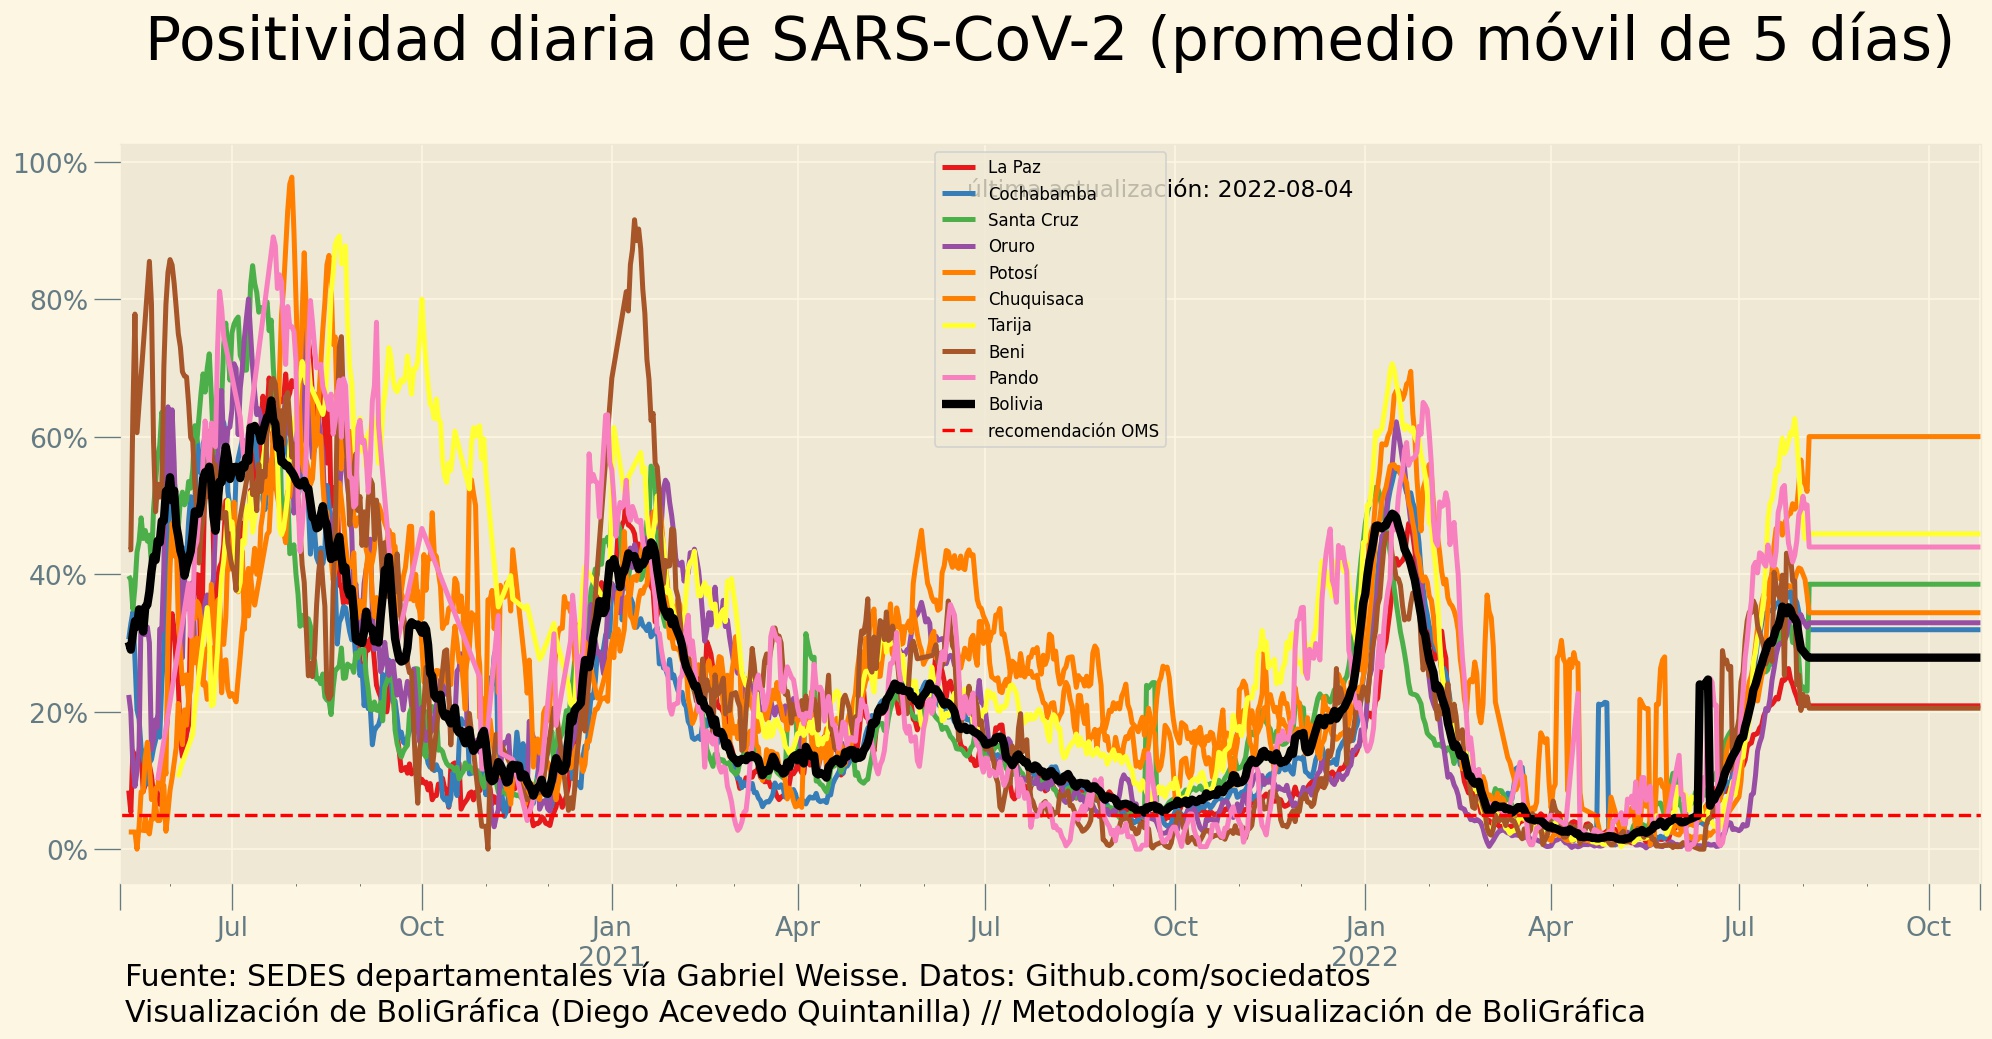 Positividad diaria de SARS-CoV-2 (promedio móvil de 5 días)
100%
80%
60%
40%
20%
0%
última actualización: 2022-08-04
La Paz
Cochabamba
Santa Cruz
Oruro
Potosí
Chuquisaca
Tarija
Beni
Pando
Bolivia
recomendación OMS
Jul Oct Jan Apr Jul Oct Jan Apr Jul Oct
2021 2022
Fuente: SEDES departamentales vía Gabriel Weisse. Datos: Github.com/sociedatos
Visualización de BoliGráfica (Diego Acevedo Quintanilla) // Metodología y visualización de BoliGráfica